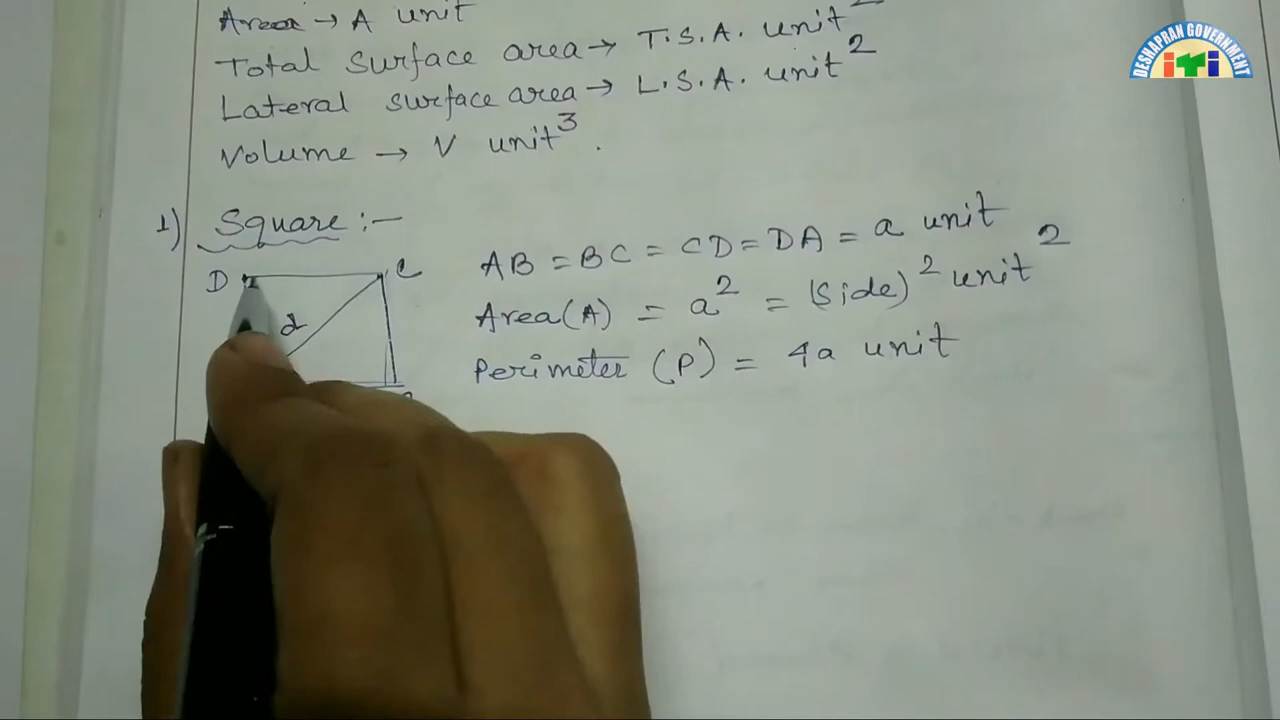 Area → A unit
Total surface area → T.S.A. unit²
Lateral surface area → L.S.A. unit²
Volume → V unit³.
1) Square :-
D C
d
AB = BC = CD = DA = a unit
Area (A) = a² = (Side)² unit²
Perimeter (P) = 4a unit
DESHAPRAN GOVERNMENT
iTi